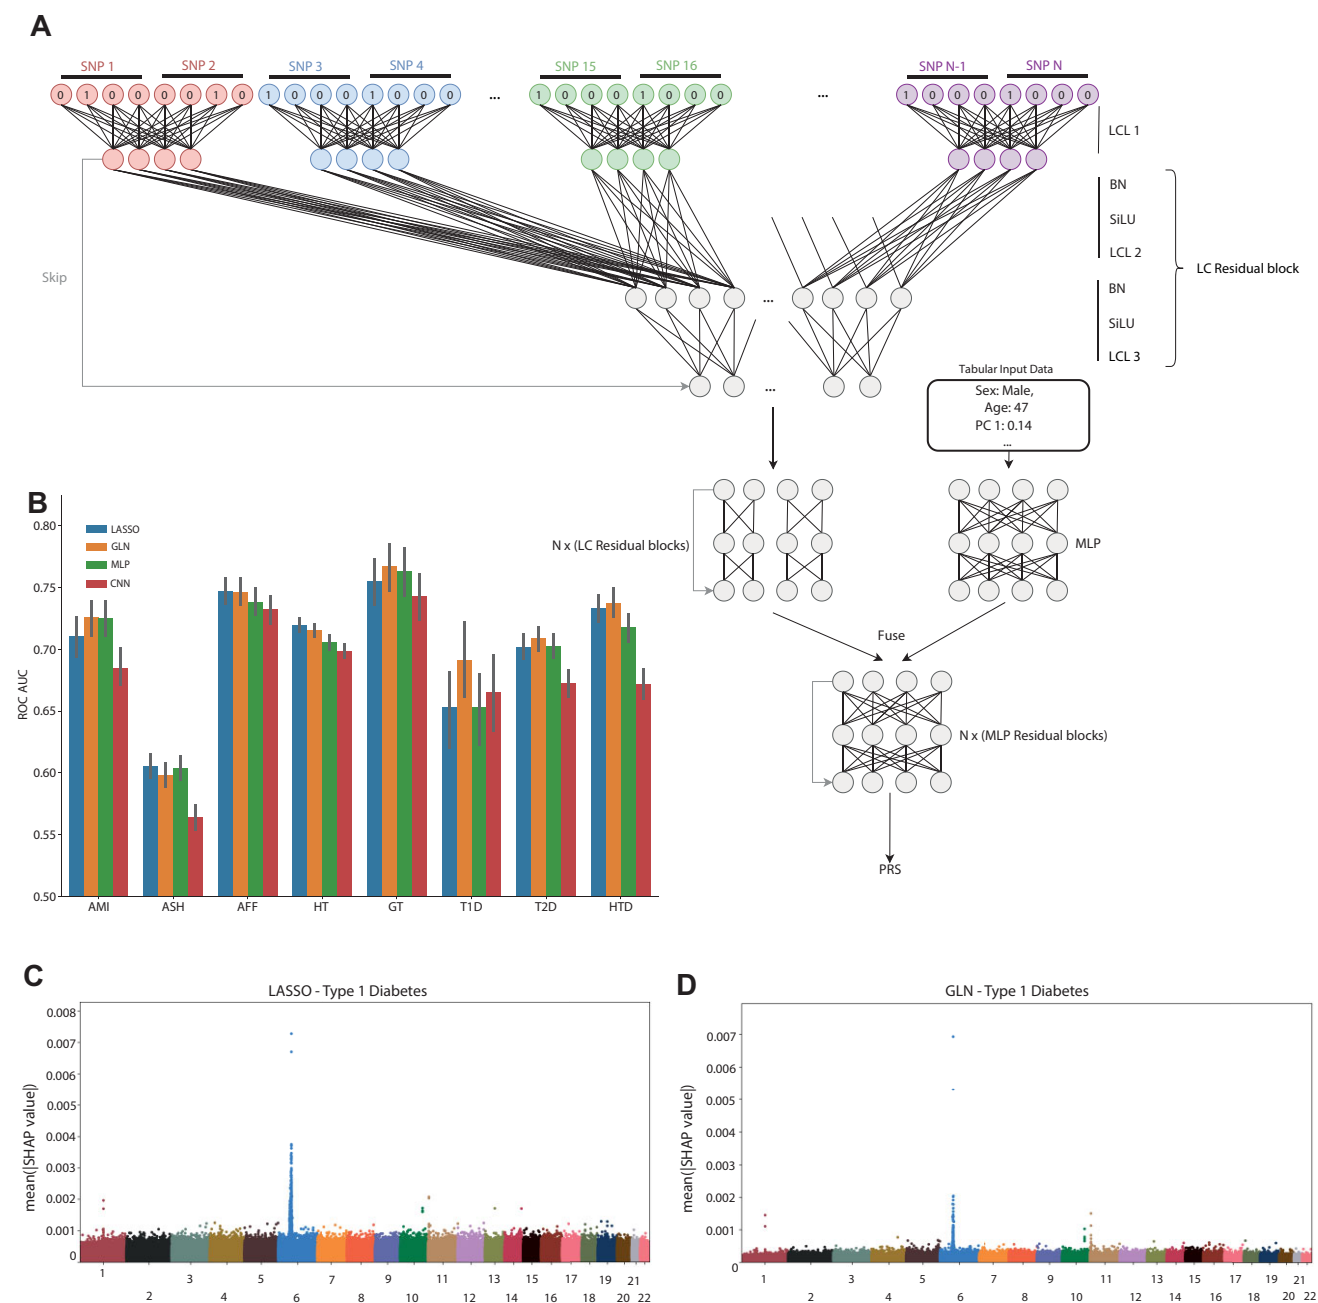 A
SNP 1 SNP 2 SNP 3 SNP 4 SNP 15 SNP 16 SNP N-1 SNP N
0 1 0 0 0 0 1 0 1 0 0 0 1 0 0 0 ... 1 0 0 0 1 0 0 0 ... 1 0 0 0 1 0 0 0
LCL 1
BN
SiLU
LCL 2
Skip
LC Residual block
BN
...
SiLU
LCL 3
...
Tabular Input Data
Sex: Male,
Age: 47
PC 1: 0.14
...
N x (LC Residual blocks)
MLP
Fuse
N x (MLP Residual blocks)
PRS
B
0.80
0.75
0.70
0.65
0.60
0.55
0.50
ROC AUC
LASSO
GLN
MLP
CNN
AMI ASH AFF HT GT T1D T2D HTD
C
LASSO - Type 1 Diabetes
mean(|SHAP value|)
0.008
0.007
0.006
0.005
0.004
0.003
0.002
0.001
0
1 3 5 7 9 11 13 15 17 19 21
2 4 6 8 10 12 14 16 18 20 22
D
GLN - Type 1 Diabetes
mean(|SHAP value|)
0.007
0.006
0.005
0.004
0.003
0.002
0.001
0
1 3 5 7 9 11 13 15 17 19 21
2 4 6 8 10 12 14 16 18 20 22